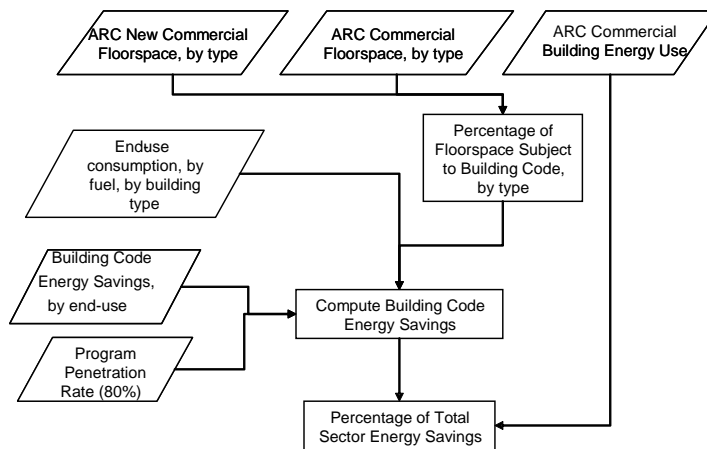 ARC New Commercial
Floorspace, by type
ARC Commercial
Floorspace, by type
ARC Commercial
Building Energy Use
Percentage of
Floorspace Subject
to Building Code,
by type
Enduse
consumption, by
fuel, by building
type
Building Code
Energy Savings,
by end-use
Compute Building Code
Energy Savings
Program
Penetration
Rate (80%)
Percentage of Total
Sector Energy Savings